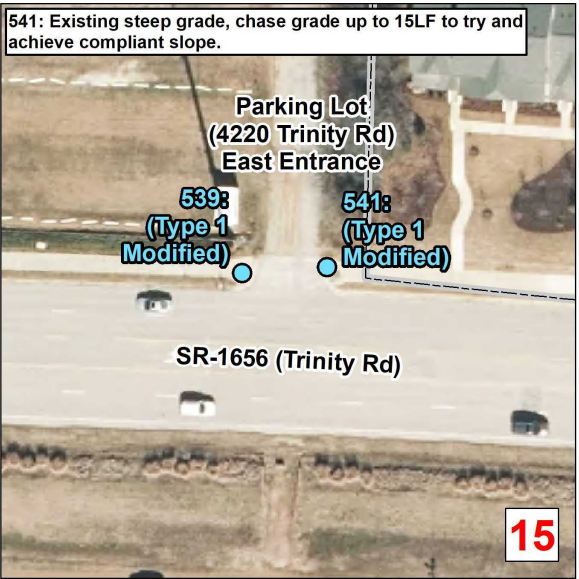 541: Existing steep grade, chase grade up to 15LF to try and
achieve compliant slope.
Parking Lot
(4220 Trinity Rd)
East Entrance
539:
(Type 1
Modified)
541:
(Type 1
Modified)
SR-1656 (Trinity Rd)
15